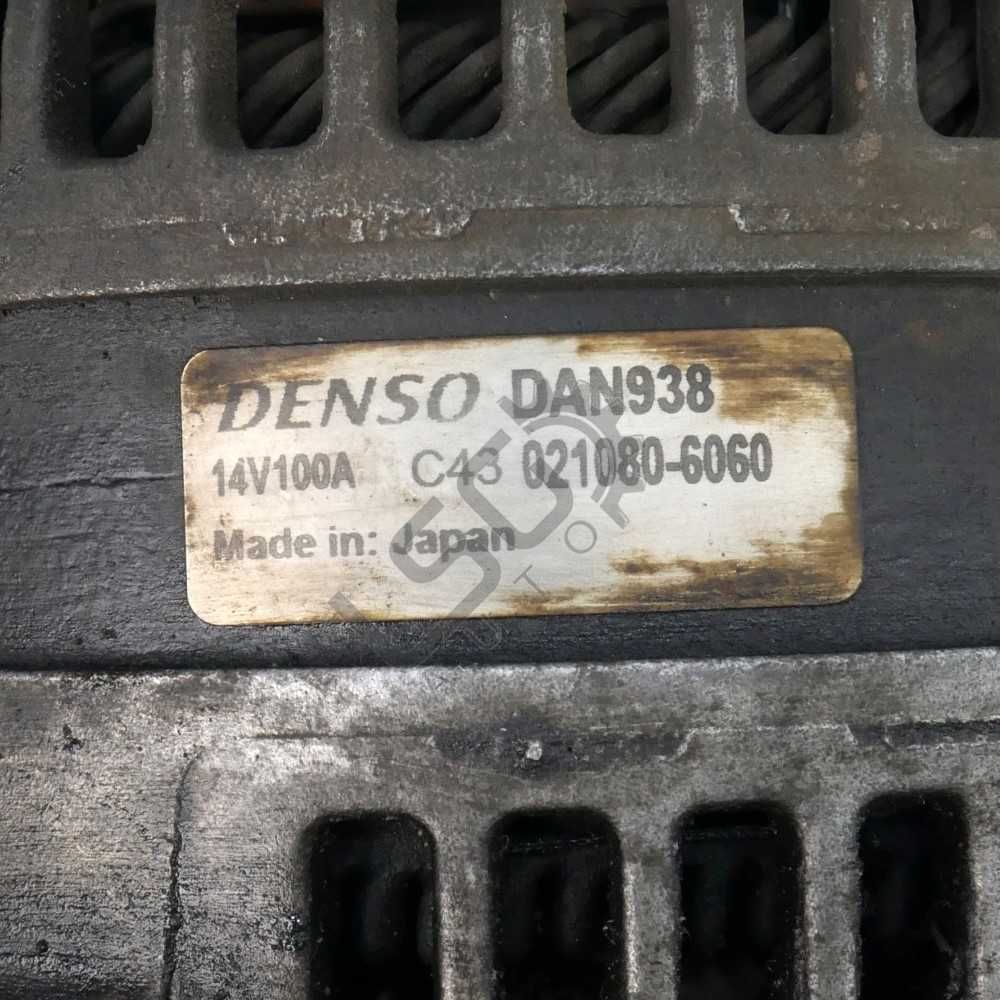 DENSO DAN938
14V100A C43 021080-6060
Made in: Japan